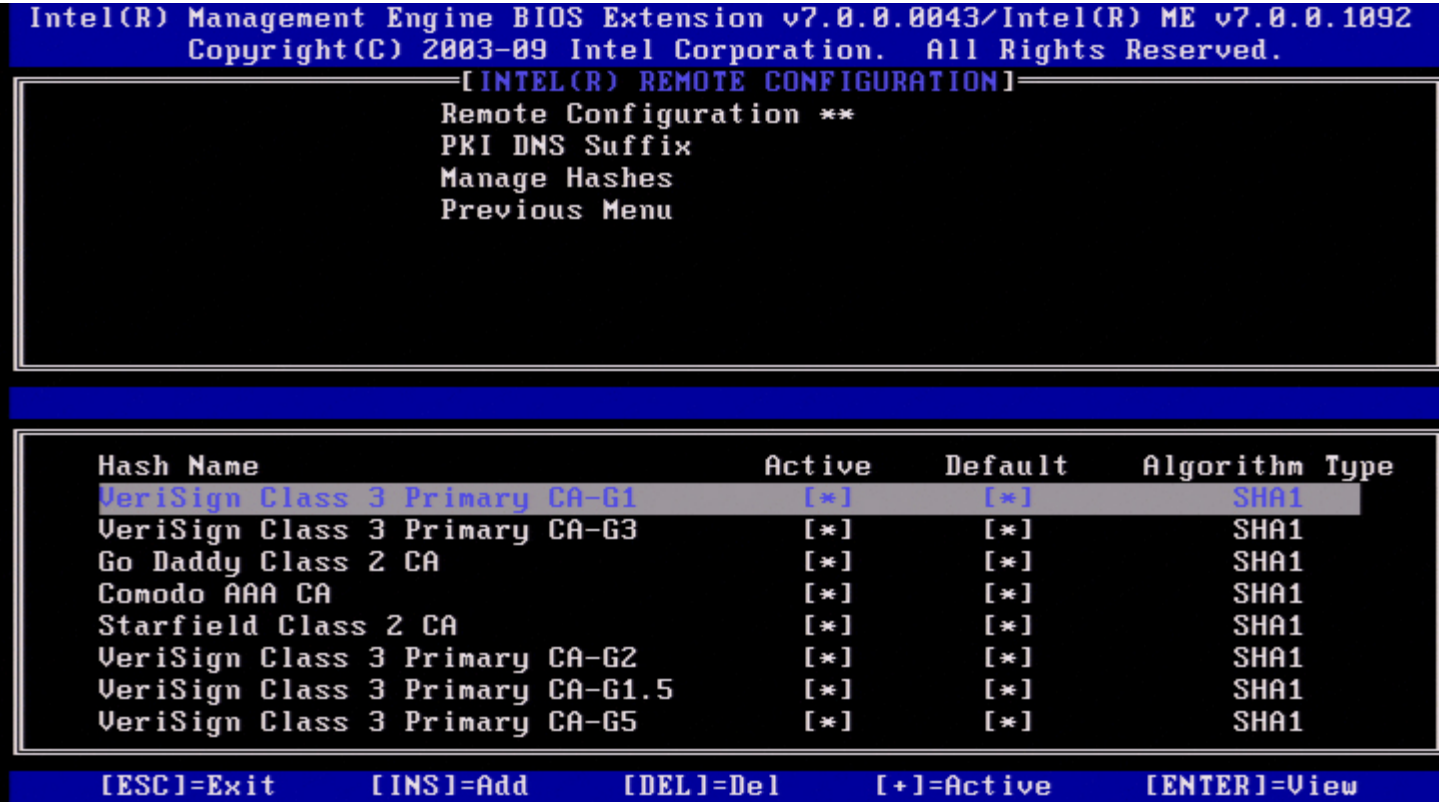 Intel(R) Management Engine BIOS Extension v7.0.0.0043/Intel(R) ME v7.0.0.1092
Copyright(C) 2003-09 Intel Corporation. All Rights Reserved.
[INTEL(R) REMOTE CONFIGURATION]
Remote Configuration **
PKI DNS Suffix
Manage Hashes
Previous Menu
Hash Name Active Default Algorithm Type
VeriSign Class 3 Primary CA-G1 [*] [*] SHA1
VeriSign Class 3 Primary CA-G3 [*] [*] SHA1
Go Daddy Class 2 CA [*] [*] SHA1
Comodo AAA CA [*] [*] SHA1
Starfield Class 2 CA [*] [*] SHA1
VeriSign Class 3 Primary CA-G2 [*] [*] SHA1
VeriSign Class 3 Primary CA-G1.5 [*] [*] SHA1
VeriSign Class 3 Primary CA-G5 [*] [*] SHA1
[ESC]=Exit [INS]=Add [DEL]=Del [+]=Active [ENTER]=View